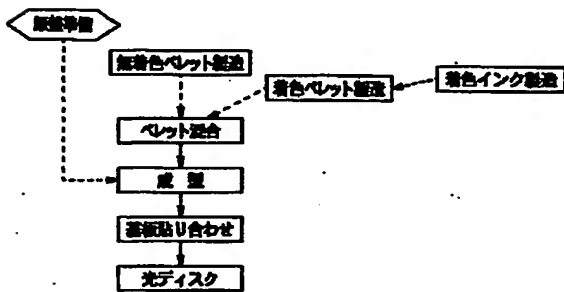 原盤準備
無着色ペレット製造
着色ペレット製造
着色インク製造
ペレット混合
成 型
基板貼り合わせ
光ディスク